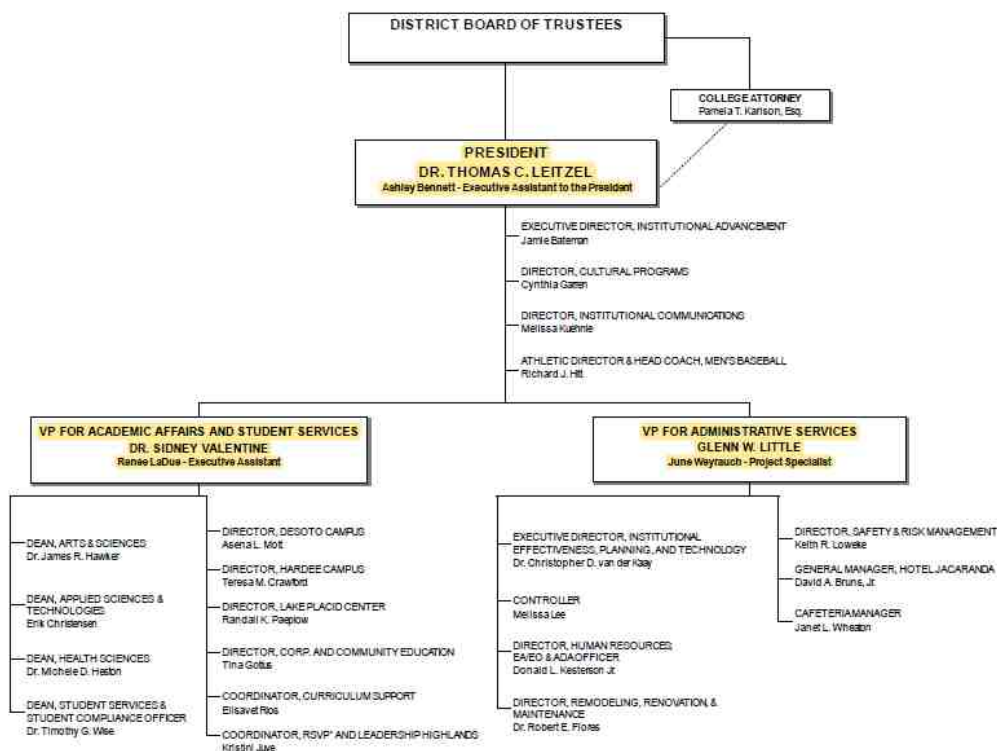 DISTRICT BOARD OF TRUSTEES
COLLEGE ATTORNEY
Pamela T. Karlson, Esq.
PRESIDENT
DR. THOMAS C. LEITZEL
Ashley Bennett - Executive Assistant to the President
EXECUTIVE DIRECTOR, INSTITUTIONAL ADVANCEMENT
Jamie Bateman
DIRECTOR, CULTURAL PROGRAMS
Cynthia Garren
DIRECTOR, INSTITUTIONAL COMMUNICATIONS
Melissa Kuehnle
ATHLETIC DIRECTOR & HEAD COACH, MEN'S BASEBALL
Richard J. Hitt
VP FOR ACADEMIC AFFAIRS AND STUDENT SERVICES
DR. SIDNEY VALENTINE
Renée LaDue - Executive Assistant
DEAN, ARTS & SCIENCES
Dr. James R. Hawker
DEAN, APPLIED SCIENCES &
TECHNOLOGIES
Erik Christensen
DEAN, HEALTH SCIENCES
Dr. Michele D. Heston
DEAN, STUDENT SERVICES &
STUDENT COMPLIANCE OFFICER
Dr. Timothy G. Wise
DIRECTOR, DESOTO CAMPUS
Asena L. Mott
DIRECTOR, HARDEE CAMPUS
Teresa M. Crawford
DIRECTOR, LAKE PLACID CENTER
Randall K. Paeplow
DIRECTOR, CORP. AND COMMUNITY EDUCATION
Tina Gottus
COORDINATOR, CURRICULUM SUPPORT
Elisavet Rios
COORDINATOR, RSVP* AND LEADERSHIP HIGHLANDS
Kristini Juve
VP FOR ADMINISTRATIVE SERVICES
GLENN W. LITTLE
June Weyrauch - Project Specialist
EXECUTIVE DIRECTOR, INSTITUTIONAL
EFFECTIVENESS, PLANNING, AND TECHNOLOGY
Dr. Christopher D. van der Kaay
CONTROLLER
Melissa Lee
DIRECTOR, HUMAN RESOURCES,
EA/EO & ADA OFFICER
Donald L. Kesterson Jr.
DIRECTOR, REMODELING, RENOVATION, &
MAINTENANCE
Dr. Robert E. Flores
DIRECTOR, SAFETY & RISK MANAGEMENT
Keith R. Loweke
GENERAL MANAGER, HOTEL JACARANDA
David A. Bruns, Jr.
CAFETERIA MANAGER
Janet L. Wheaton